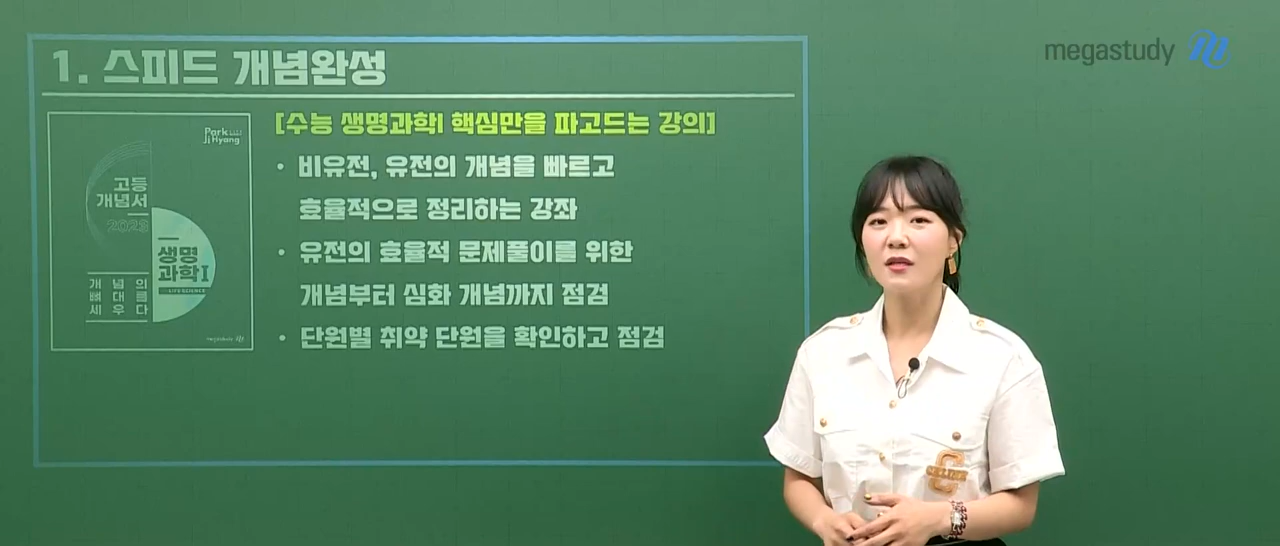 megastudy
1. 스피드 개념완성
[수능 생명과학I 핵심만을 파고드는 강의]
• 비유전, 유전의 개념을 빠르고
효율적으로 정리하는 강좌
• 유전의 효율적 문제풀이를 위한
개념부터 심화 개념까지 점검
• 단원별 취약 단원을 확인하고 점검
Park
Ji Hyang
고등
개념서
2023
생명
과학I
LIFE SCIENCE
개념의
뼈대를
세우다
megastudy
CELINE